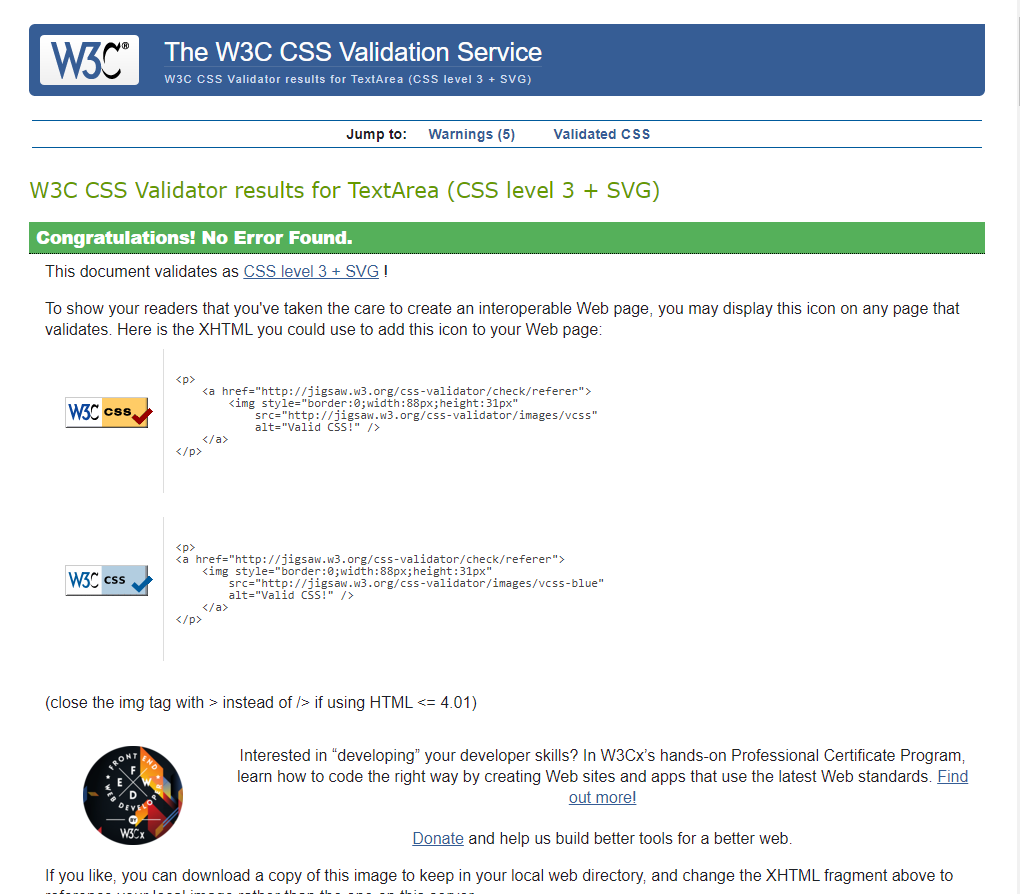 W3C®
The W3C CSS Validation Service
W3C CSS Validator results for TextArea (CSS level 3 + SVG)
Jump to: Warnings (5) Validated CSS
W3C CSS Validator results for TextArea (CSS level 3 + SVG)
Congratulations! No Error Found.
This document validates as CSS level 3 + SVG !
To show your readers that you've taken the care to create an interoperable Web page, you may display this icon on any page that
validates. Here is the XHTML you could use to add this icon to your Web page:
W3C css
<p>
<a href="http://jigsaw.w3.org/css-validator/check/referer">
<img style="border:0;width:88px;height:31px"
src="http://jigsaw.w3.org/css-validator/images/vcss"
alt="Valid CSS!" />
</a>
</p>
W3C css
<p>
<a href="http://jigsaw.w3.org/css-validator/check/referer">
<img style="border:0;width:88px;height:31px"
src="http://jigsaw.w3.org/css-validator/images/vcss-blue"
alt="Valid CSS!" />
</a>
</p>
(close the img tag with > instead of /> if using HTML <= 4.01)
FRONT END
WEB DEVELOPER
F
E W
D
BY
W3Cx
Interested in “developing” your developer skills? In W3Cx’s hands-on Professional Certificate Program,
learn how to code the right way by creating Web sites and apps that use the latest Web standards. Find
out more!
Donate and help us build better tools for a better web.
If you like, you can download a copy of this image to keep in your local web directory, and change the XHTML fragment above to
reference your local image rather than the one on this server.